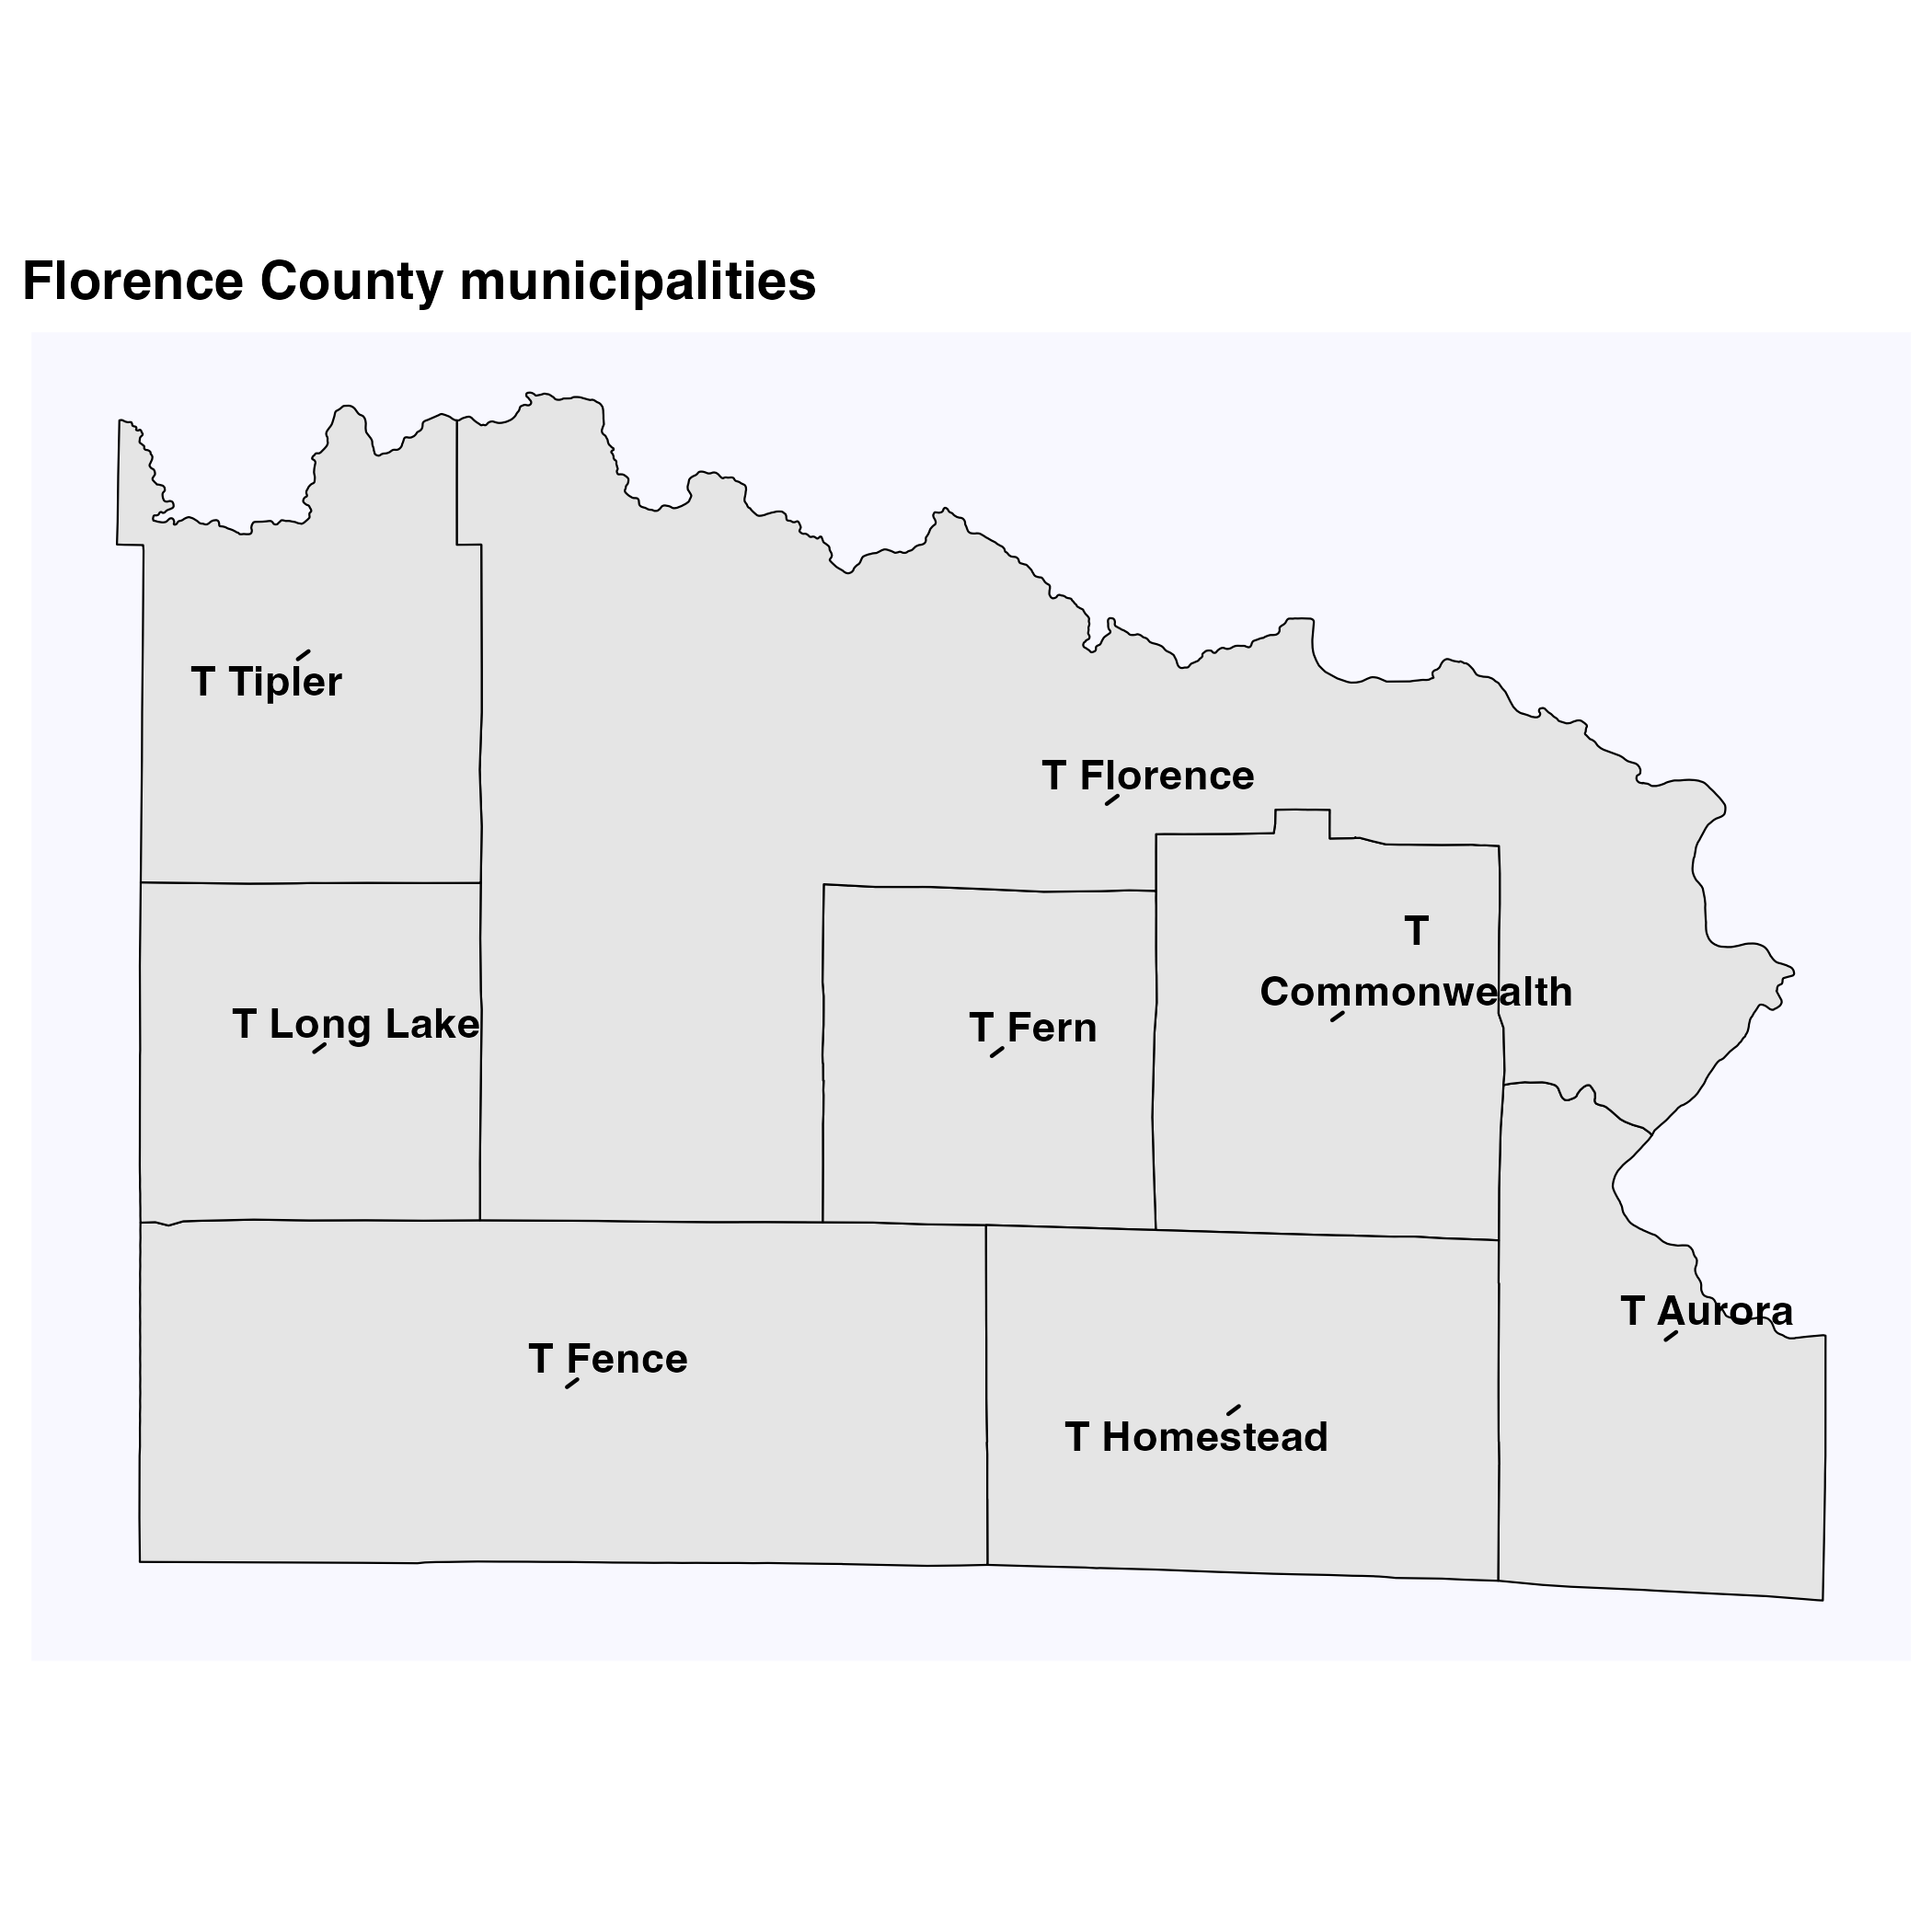 Florence County municipalities
T Tipler
T Florence
T
Commonwealth
T Long Lake
T Fern
T Aurora
T Fence
T Homestead